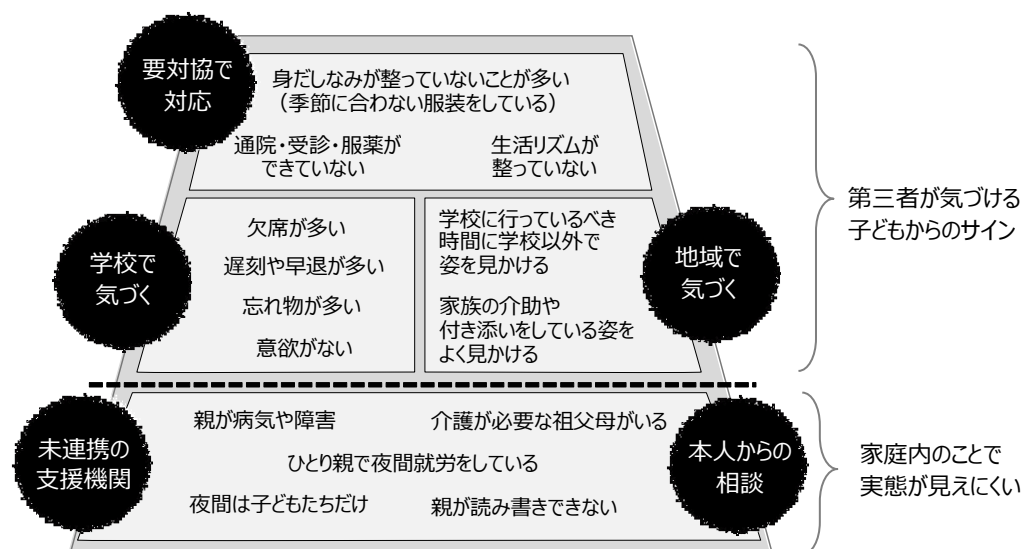 要対協で
対応
身だしなみが整っていないことが多い
（季節に合わない服装をしている）
通院・受診・服薬が
できていない
生活リズムが
整っていない
学校で
気づく
欠席が多い
遅刻や早退が多い
忘れ物が多い
意欲がない
学校に行っているべき
時間に学校以外で
姿を見かける
家族の介助や
付き添いをしている姿を
よく見かける
地域で
気づく
第三者が気づける
子どもからのサイン
未連携の
支援機関
親が病気や障害
介護が必要な祖父母がいる
ひとり親で夜間就労をしている
夜間は子どもたちだけ
親が読み書きできない
本人からの
相談
家庭内のことで
実態が見えにくい